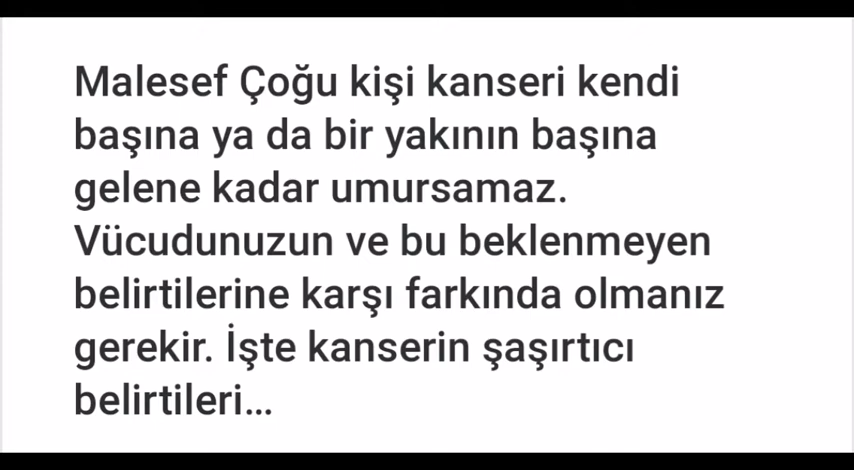 Malesef Çoğu kişi kanseri kendi
başına ya da bir yakının başına
gelene kadar umursamaz.
Vücudunuzun ve bu beklenmeyen
belirtilerine karşı farkında olmanız
gerekir. İşte kanserin şaşırtıcı
belirtileri...